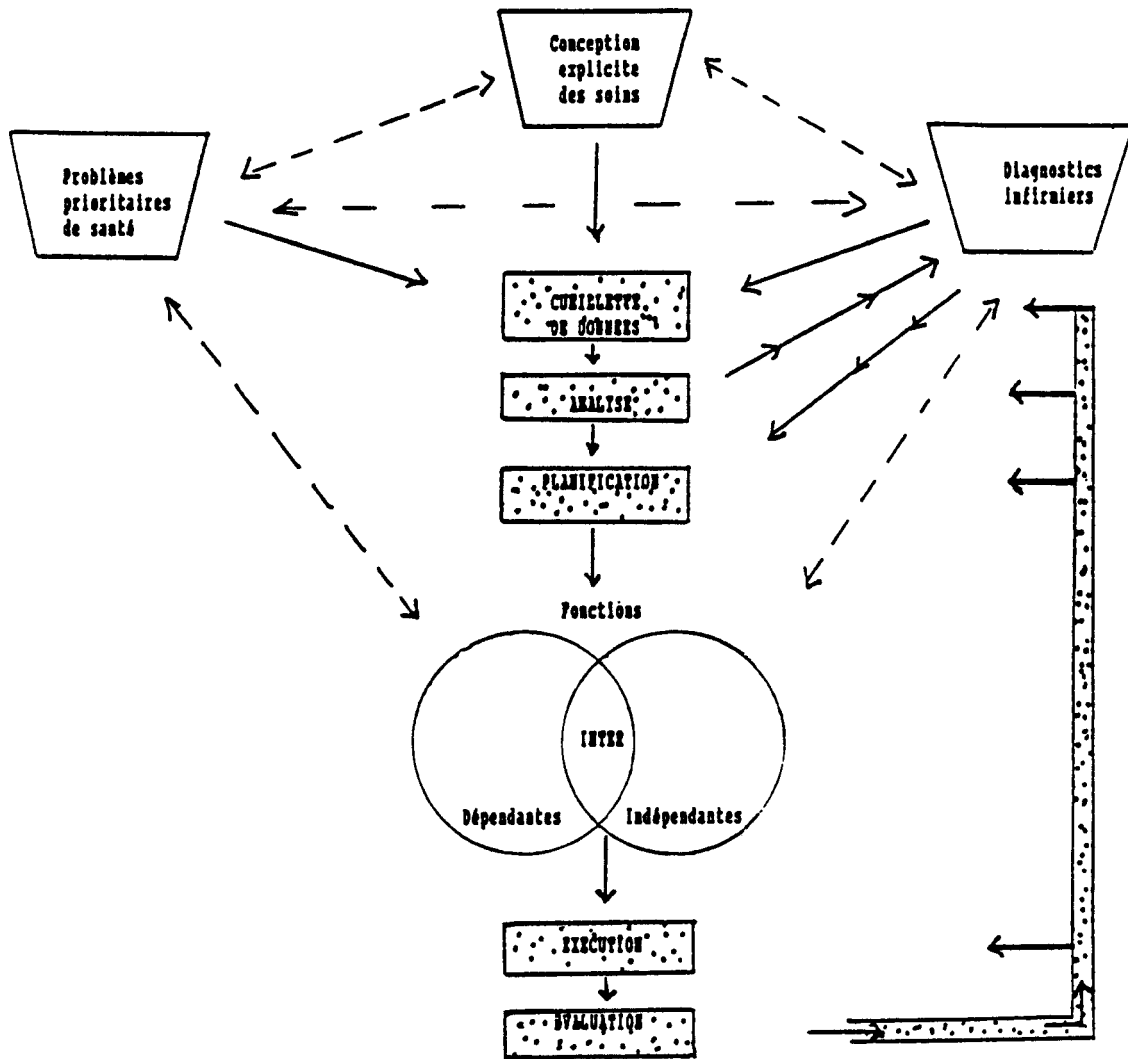 Conception
explicite
des soins
Problèmes
prioritaires
de santé
Diagnostics
infirmiers
CUEILLETTE
DE DONNEES
ANALYSE
PLANIFICATION
Fonctions
INTER
Dépendantes
Indépendantes
EXECUTION
EVALUATION